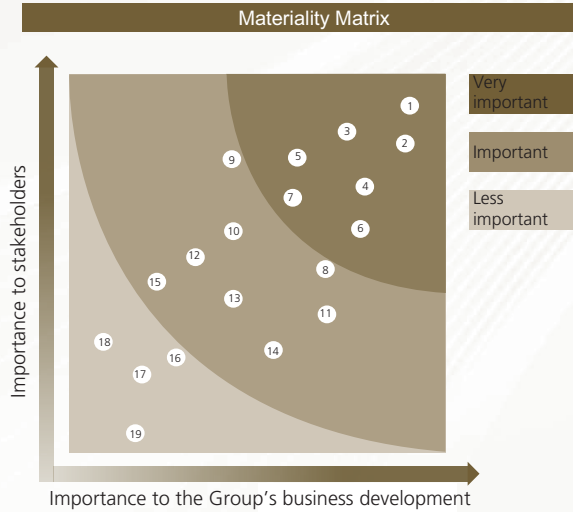 Materiality Matrix
Very
important
Important
Less
important
Importance to stakeholders
1
2
3
4
5
6
7
8
9
10
11
12
13
14
15
16
17
18
19
Importance to the Group’s business development